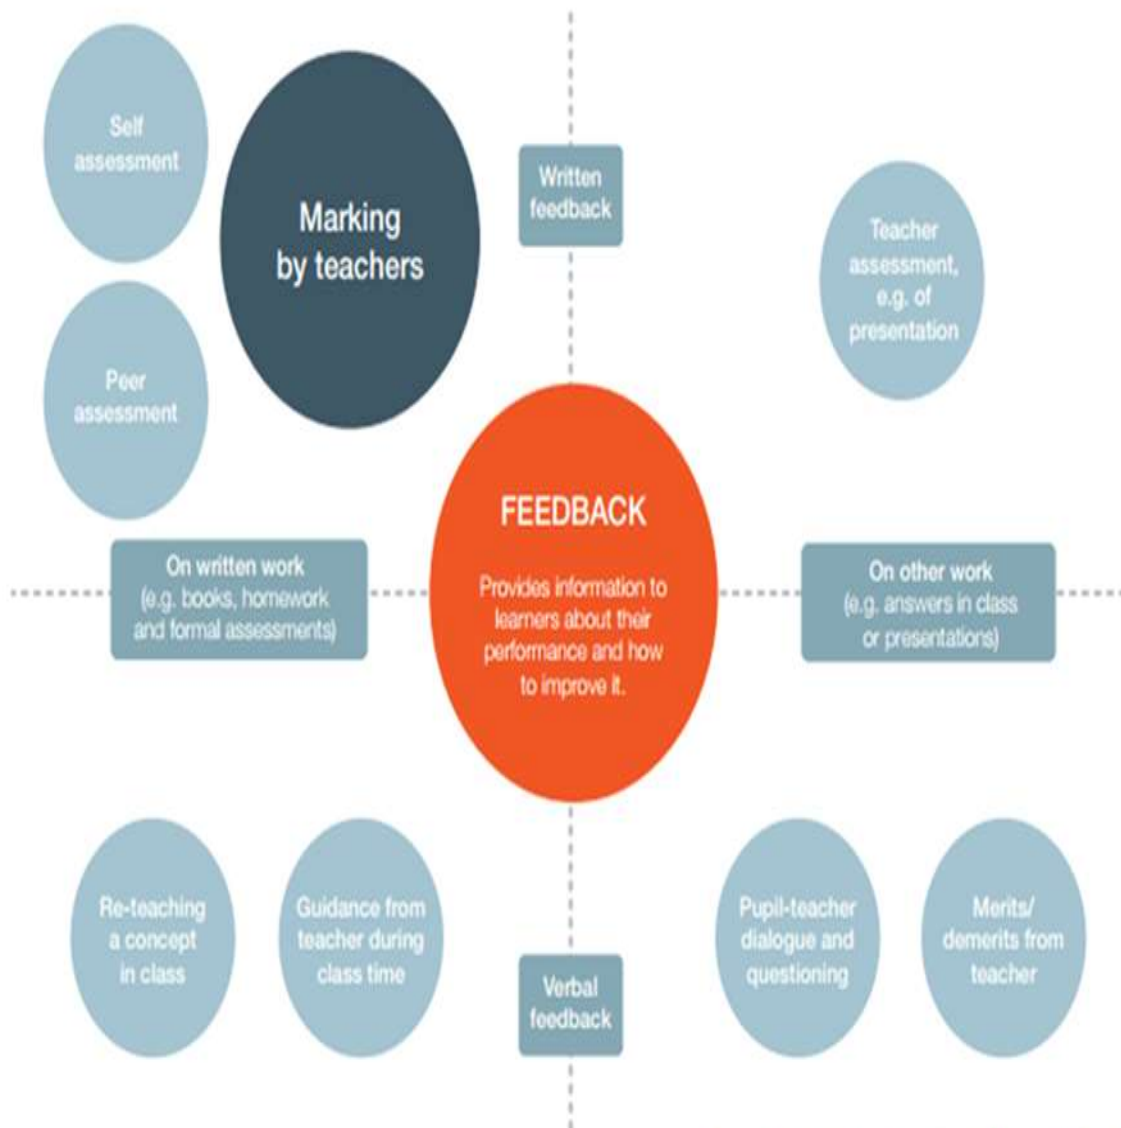 Self
assessment
Marking
by teachers
Written
feedback
Teacher
assessment,
e.g. of
presentation
Peer
assessment
FEEDBACK
Provides information to
learners about their
performance and how
to improve it.
On written work
(e.g. books, homework
and formal assessments)
On other work
(e.g. answers in class
or presentations)
Re-teaching
a concept
in class
Guidance from
teacher during
class time
Verbal
feedback
Pupil-teacher
dialogue and
questioning
Merits/
demerits from
teacher